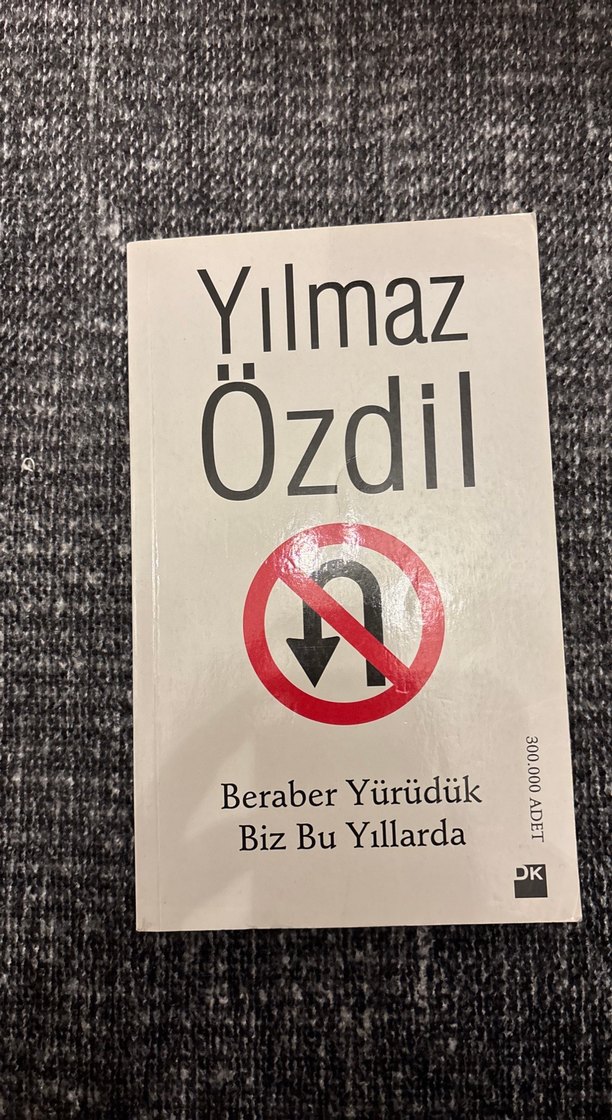 Yılmaz
Özdil
Beraber Yürüdük
Biz Bu Yıllarda
300.000 ADET
DK